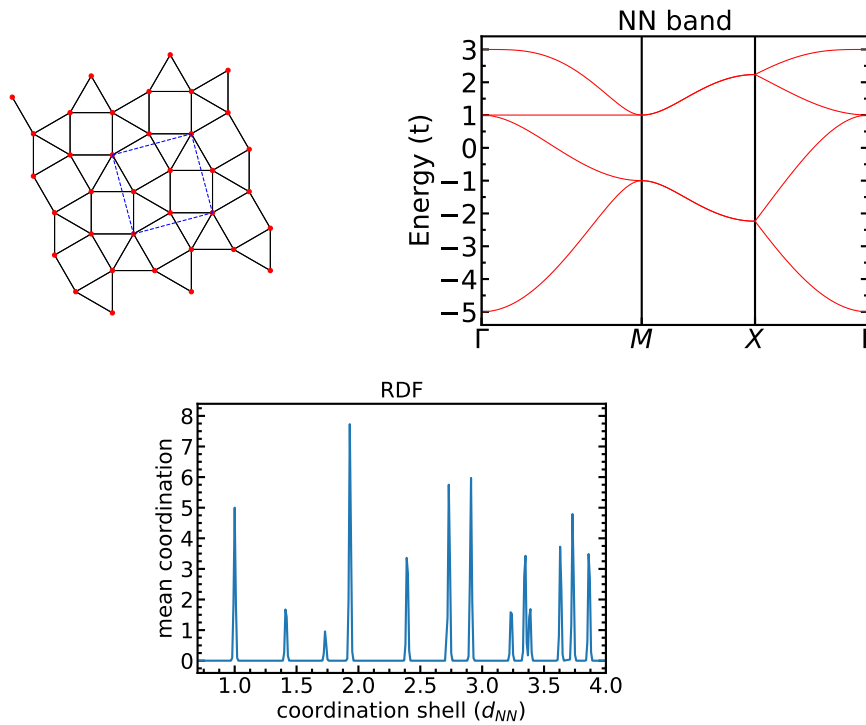 NN band
Energy (t)
3
2
1
0
−1
−2
−3
−4
−5
Γ M X Γ
RDF
mean coordination
8
7
6
5
4
3
2
1
0
1.0 1.5 2.0 2.5 3.0 3.5 4.0
coordination shell (d_NN)